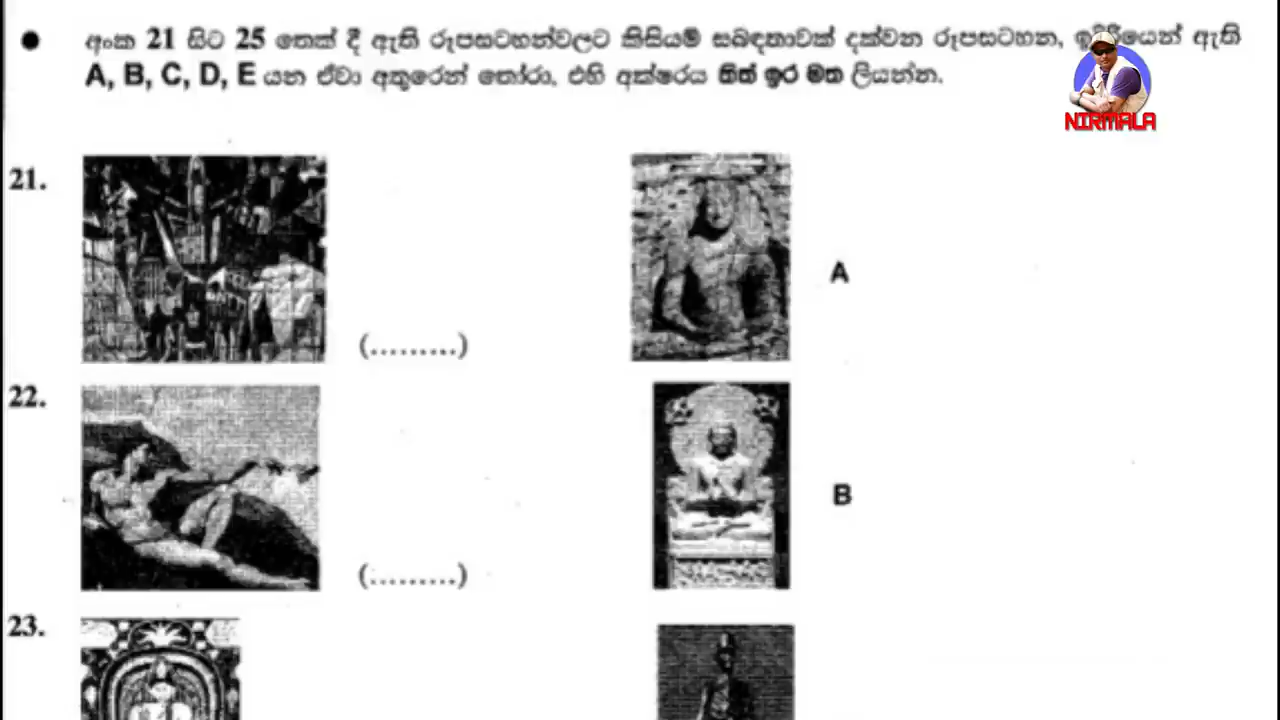 ● අංක 21 සිට 25 තෙක් දී ඇති රූපසටහන්වලට කිසියම් සබඳතාවක් දක්වන රූපසටහන, ඉදිරියෙන් ඇති
A, B, C, D, E යන ඒවා අතුරෙන් තෝරා, එහි අක්ෂරය තිත් ඉර මත ලියන්න.
NIRMALA
21.
(.........)
A
22.
(.........)
B
23.